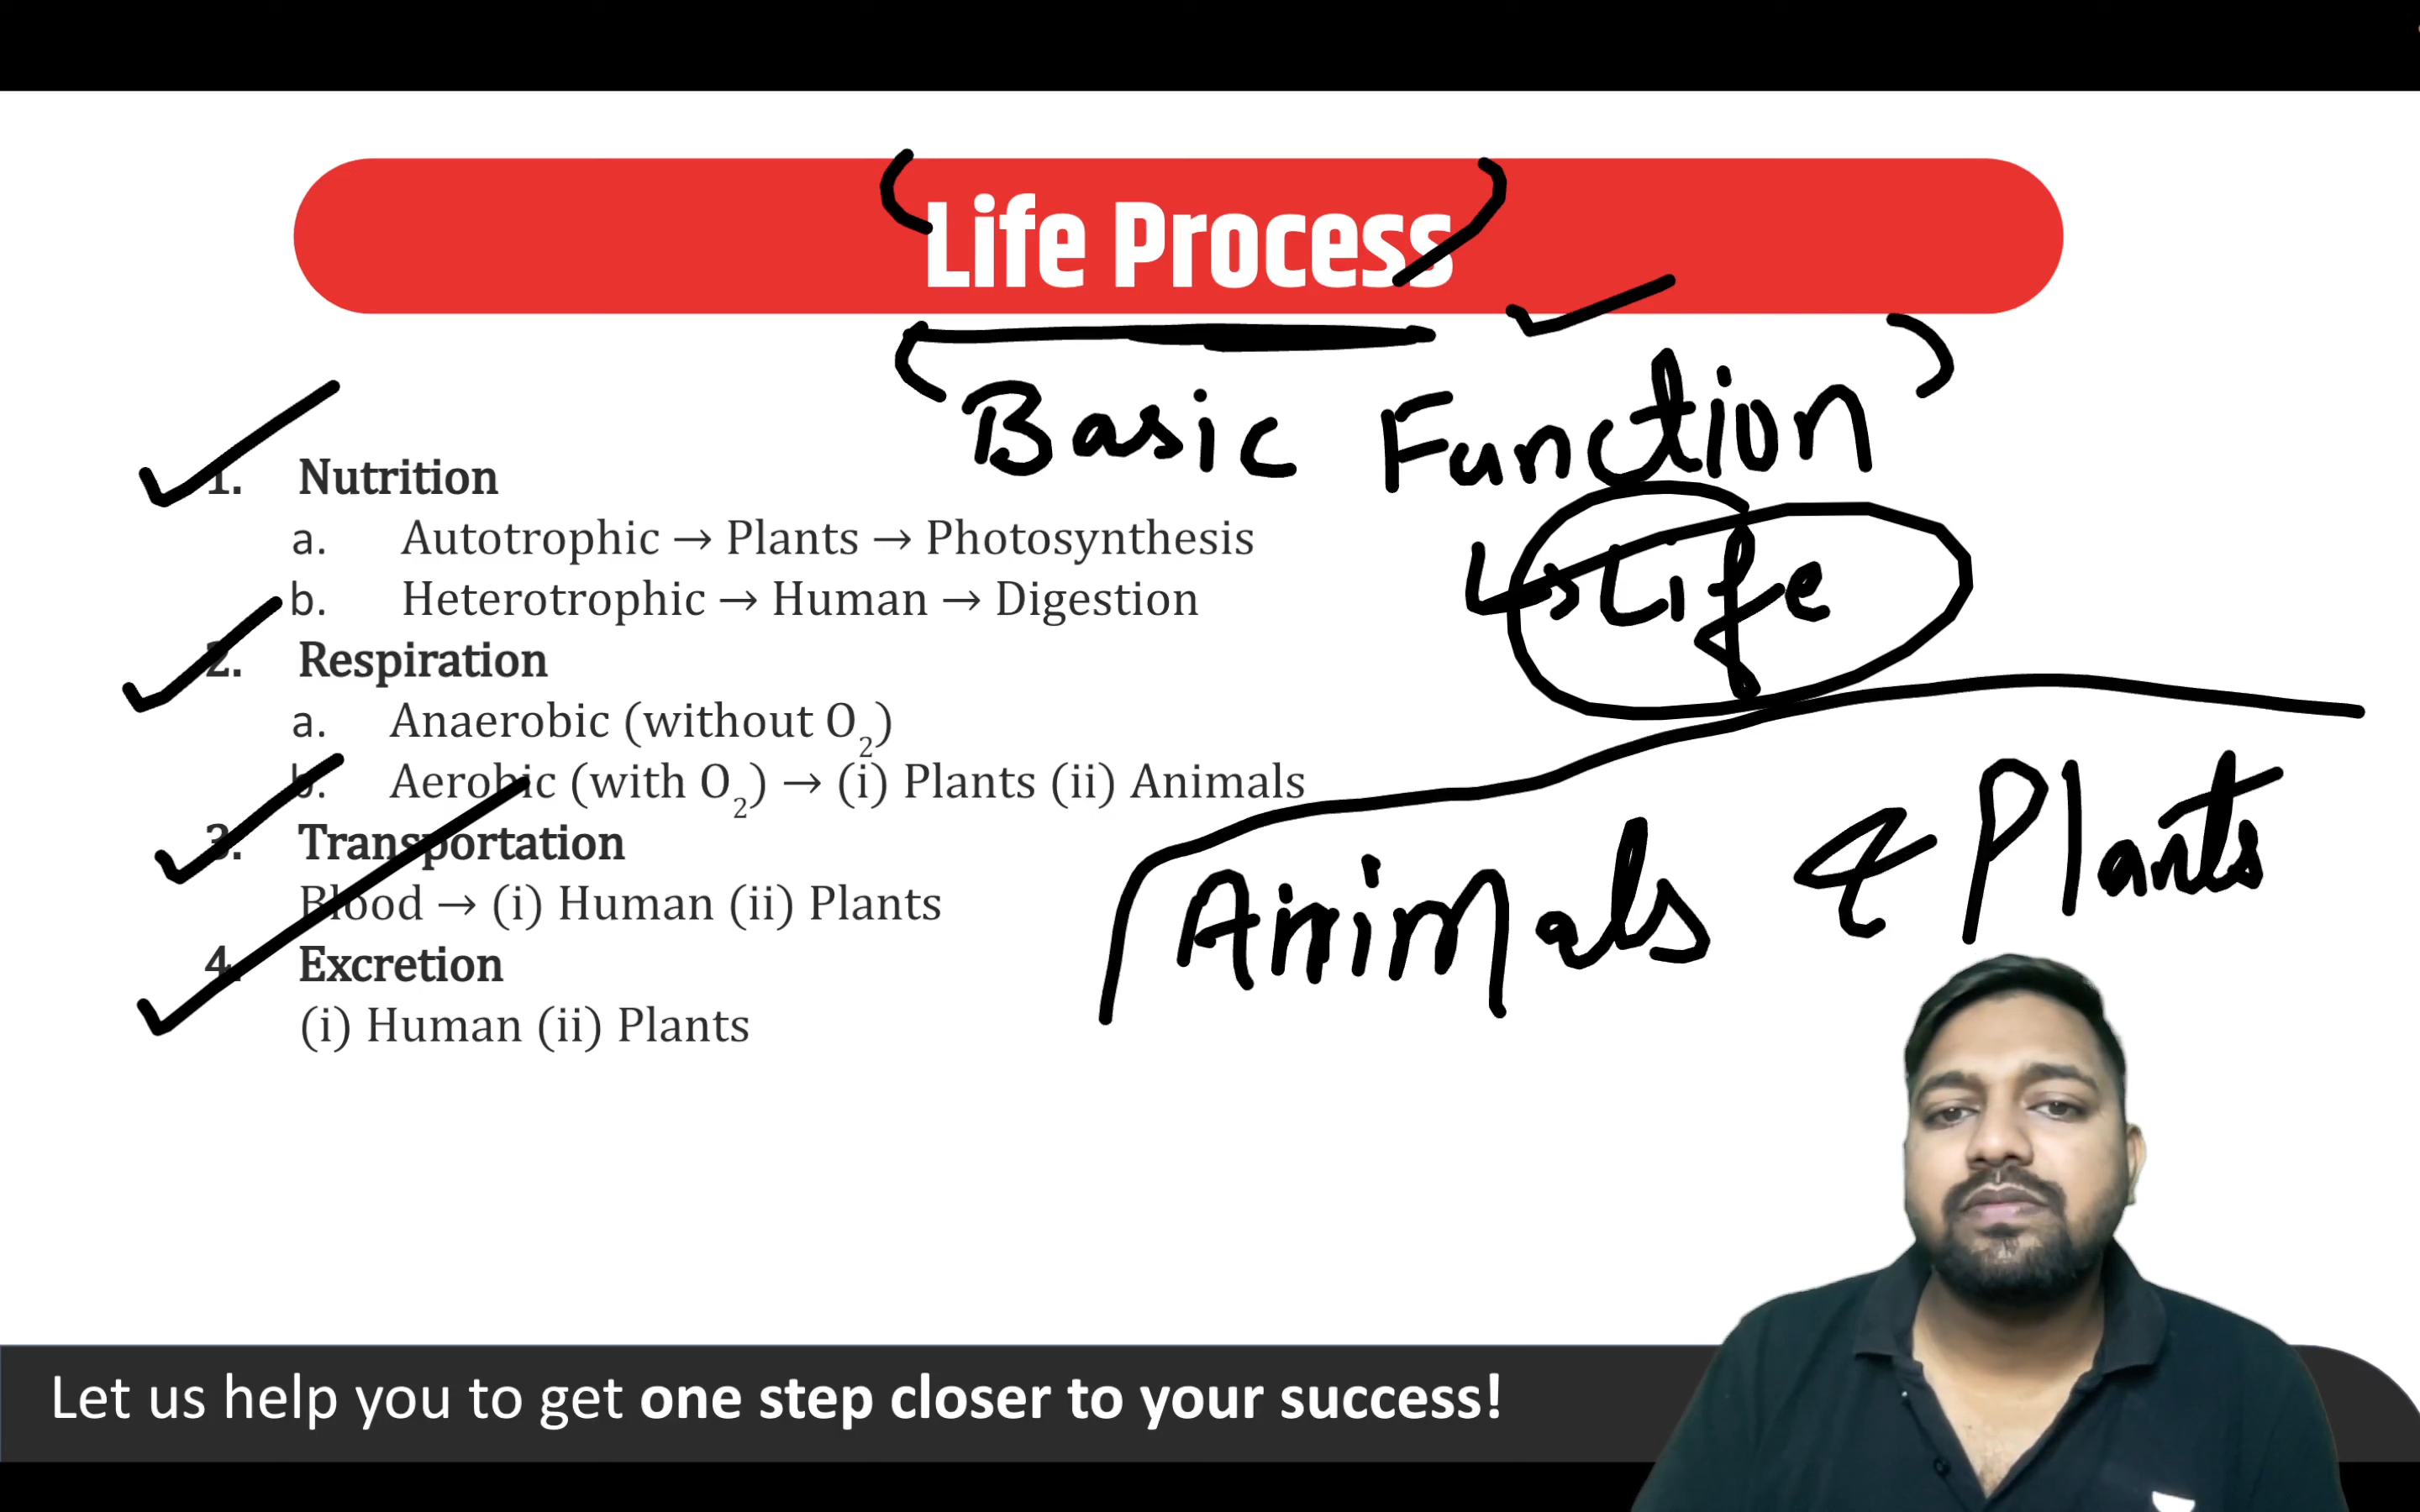 Life Process
Basic Function
Life
1. Nutrition
a. Autotrophic → Plants → Photosynthesis
b. Heterotrophic → Human → Digestion
2. Respiration
a. Anaerobic (without O₂)
b. Aerobic (with O₂) → (i) Plants (ii) Animals
3. Transportation
Blood → (i) Human (ii) Plants
4. Excretion
(i) Human (ii) Plants
Animals & Plants
Let us help you to get one step closer to your success!